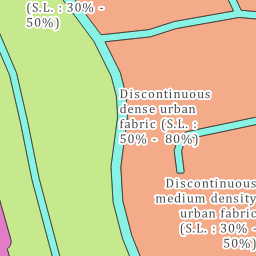 (S.L. : 30% -
50%)
Discontinuous
dense urban
fabric (S.L. :
50% -  80%)
Discontinuous
medium density
urban fabric
(S.L. : 30% -
50%)